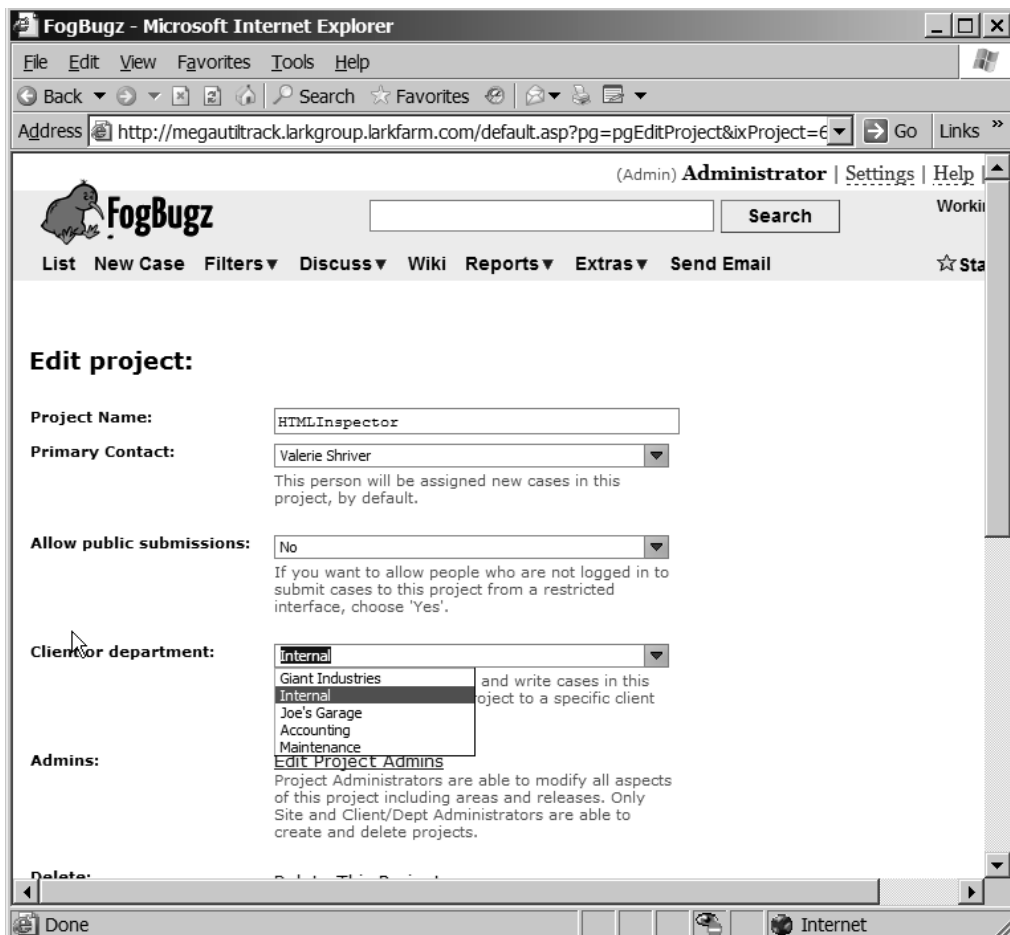 FogBugz - Microsoft Internet Explorer
File Edit View Favorites Tools Help
Back Search Favorites
Address http://megautiltrack.larkgroup.larkfarm.com/default.asp?pg=pgEditProject&ixProject=6 Go Links »
(Admin) Administrator | Settings | Help |
FogBugz Search Workin
List New Case Filters▼ Discuss▼ Wiki Reports▼ Extras▼ Send Email ☆Sta
Edit project:
Project Name: HTMLInspector
Primary Contact: Valerie Shriver
This person will be assigned new cases in this
project, by default.
Allow public submissions: No
If you want to allow people who are not logged in to
submit cases to this project from a restricted
interface, choose 'Yes'.
Client or department: Internal
Giant Industries and write cases in this
Internal roject to a specific client
Joe's Garage
Accounting
Maintenance
Admins: Edit Project Admins
Project Administrators are able to modify all aspects
of this project including areas and releases. Only
Site and Client/Dept Administrators are able to
create and delete projects.
Delete: Delete This Project
Done Internet